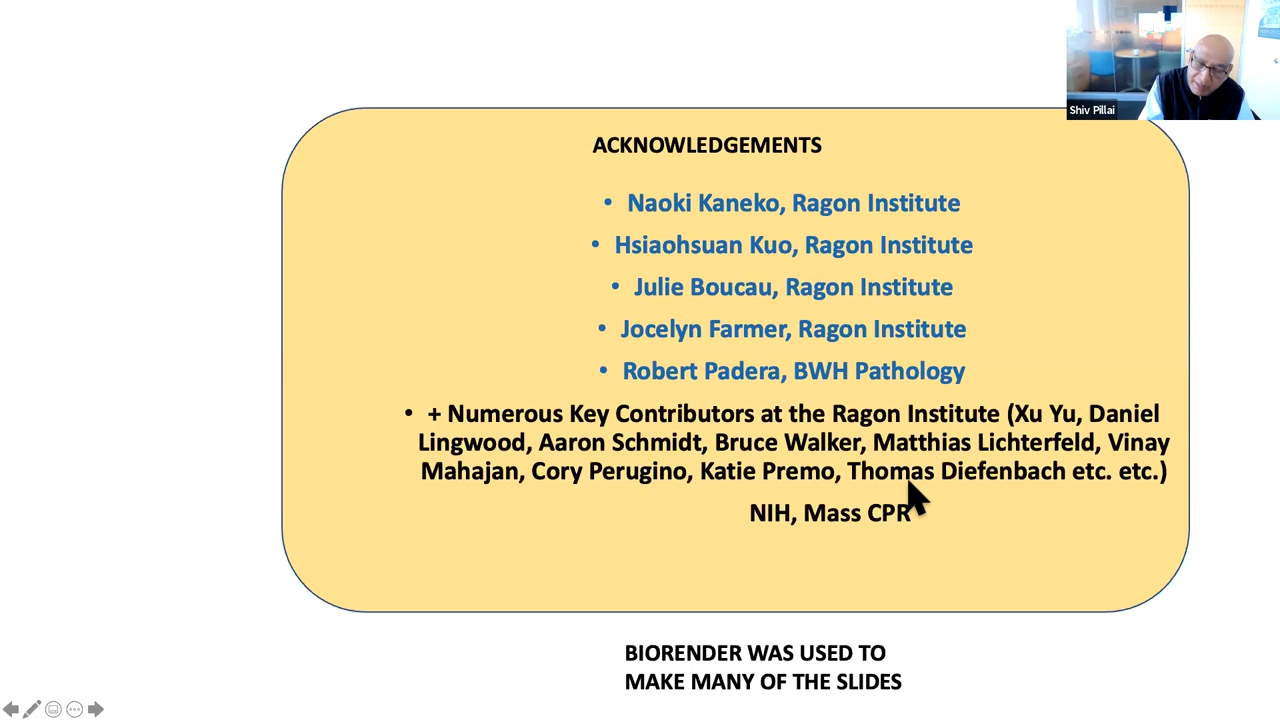 Shiv Pillai
ACKNOWLEDGEMENTS
• Naoki Kaneko, Ragon Institute
• Hsiaohsuan Kuo, Ragon Institute
• Julie Boucau, Ragon Institute
• Jocelyn Farmer, Ragon Institute
• Robert Padera, BWH Pathology
• + Numerous Key Contributors at the Ragon Institute (Xu Yu, Daniel
Lingwood, Aaron Schmidt, Bruce Walker, Matthias Lichterfeld, Vinay
Mahajan, Cory Perugino, Katie Premo, Thomas Diefenbach etc. etc.)
NIH, Mass CPR
BIORENDER WAS USED TO
MAKE MANY OF THE SLIDES